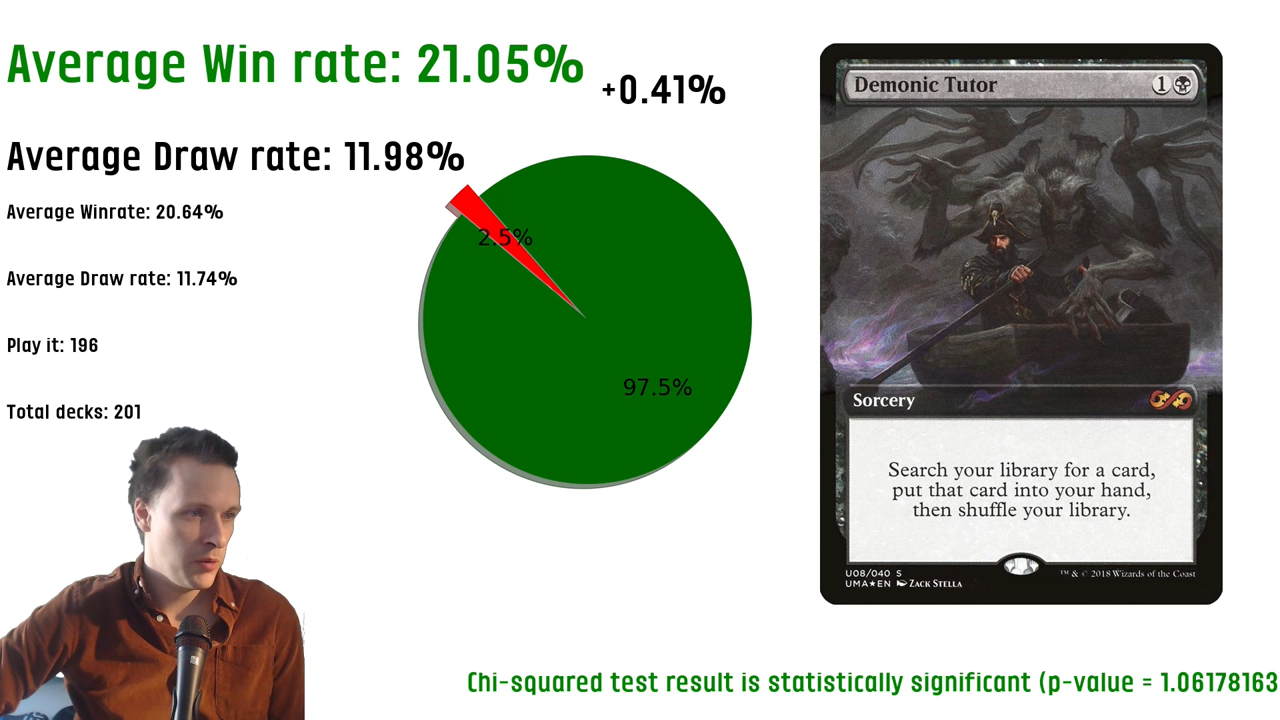 Average Win rate: 21.05%
+0.41%
Average Draw rate: 11.98%
Average Winrate: 20.64%
Average Draw rate: 11.74%
Play it: 196
Total decks: 201
2.5%
97.5%
Demonic Tutor 1
Sorcery
Search your library for a card,
put that card into your hand,
then shuffle your library.
U08/040 S
UMA★EN ZACK STELLA
™ & © 2018 Wizards of the Coast
Chi-squared test result is statistically significant (p-value = 1.06178163